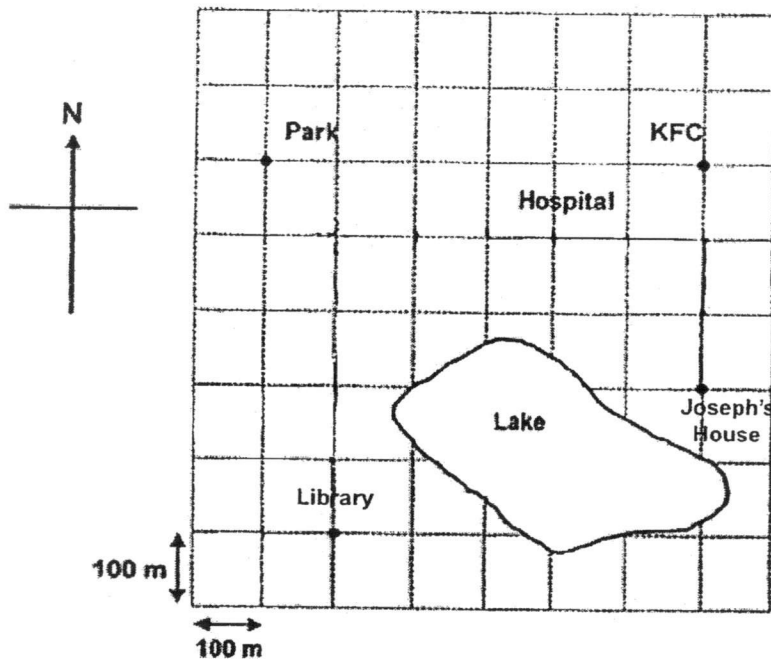 N
Park
KFC
Hospital
Lake
Joseph's
House
Library
100 m
100 m